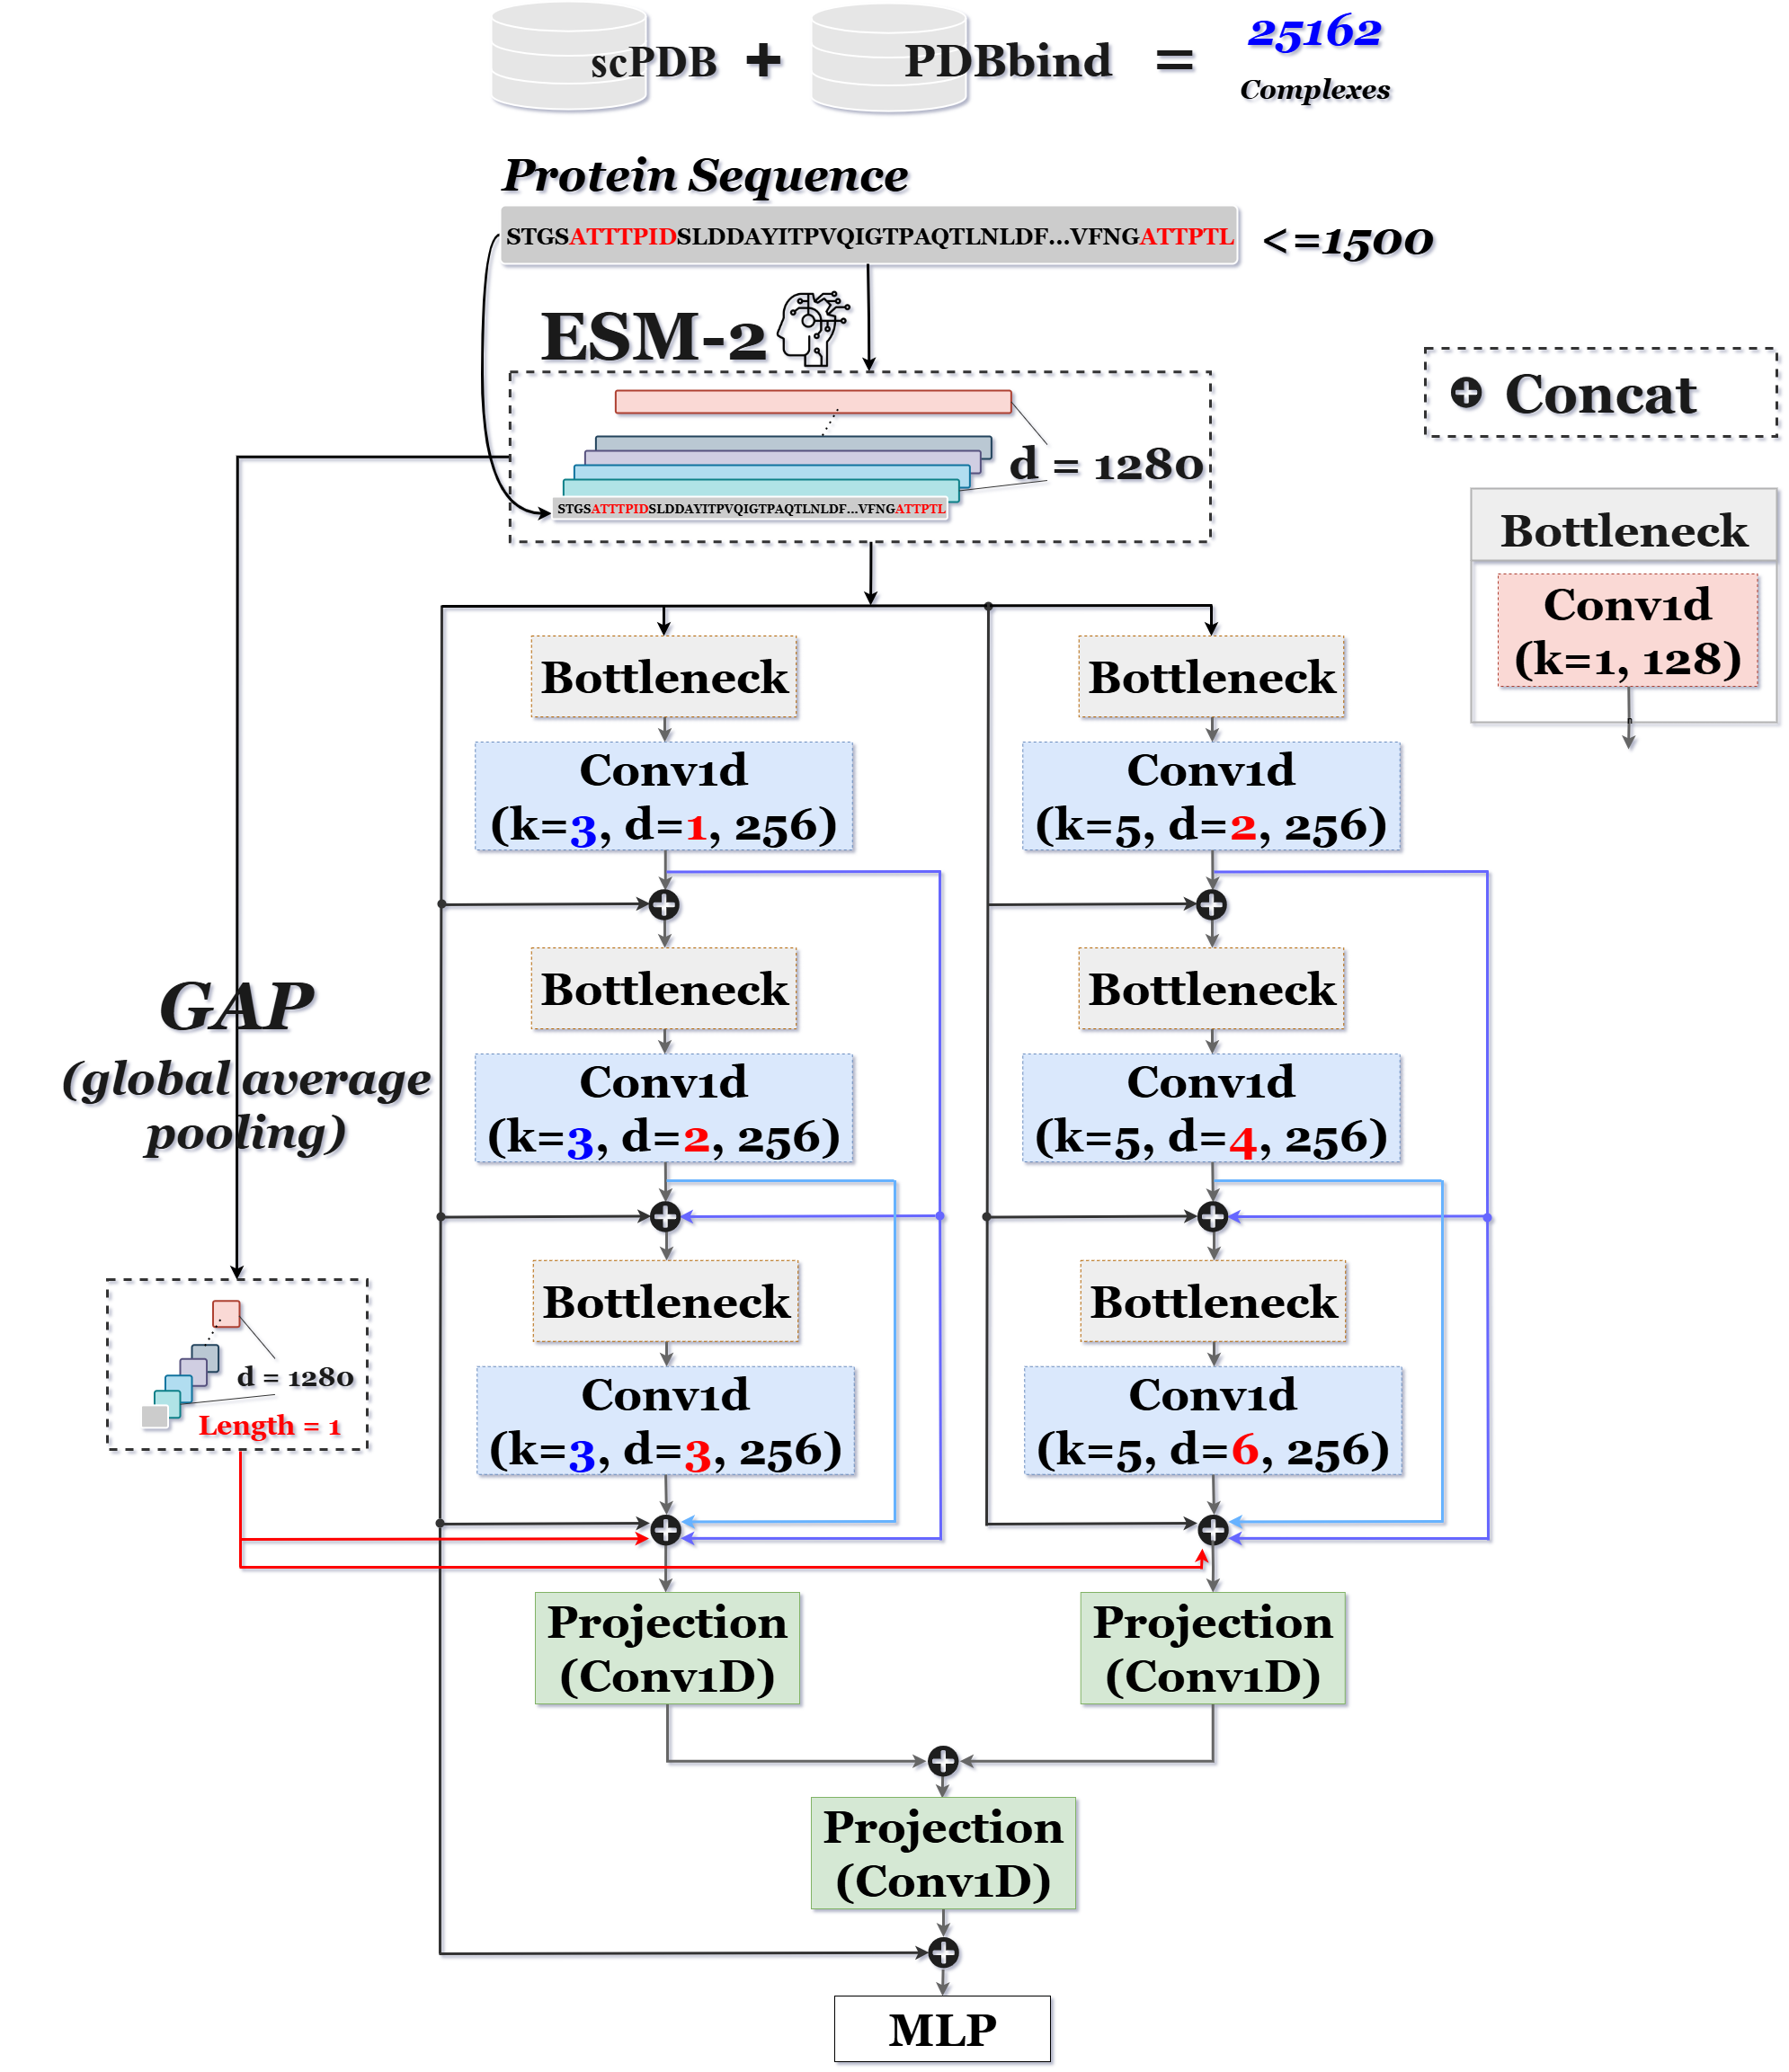 scPDB + PDBbind = 25162
Complexes
Protein Sequence
STGSATTTPIDSLDDAYITPVQIGTPAQTLNLDF...VFNGATTPTL
<=1500
ESM-2
d = 1280
STGSATTTPIDSLDDAYITPVQIGTPAQTLNLDF...VFNGATTPTL
Concat
Bottleneck
Conv1d
(k=1, 128)
n
Bottleneck
Conv1d
(k=3, d=1, 256)
Bottleneck
Conv1d
(k=5, d=2, 256)
Bottleneck
Conv1d
(k=3, d=2, 256)
Bottleneck
Conv1d
(k=5, d=4, 256)
GAP
(global average
pooling)
Bottleneck
Conv1d
(k=3, d=3, 256)
Bottleneck
Conv1d
(k=5, d=6, 256)
d = 1280
Length = 1
Projection
(Conv1D)
Projection
(Conv1D)
Projection
(Conv1D)
MLP